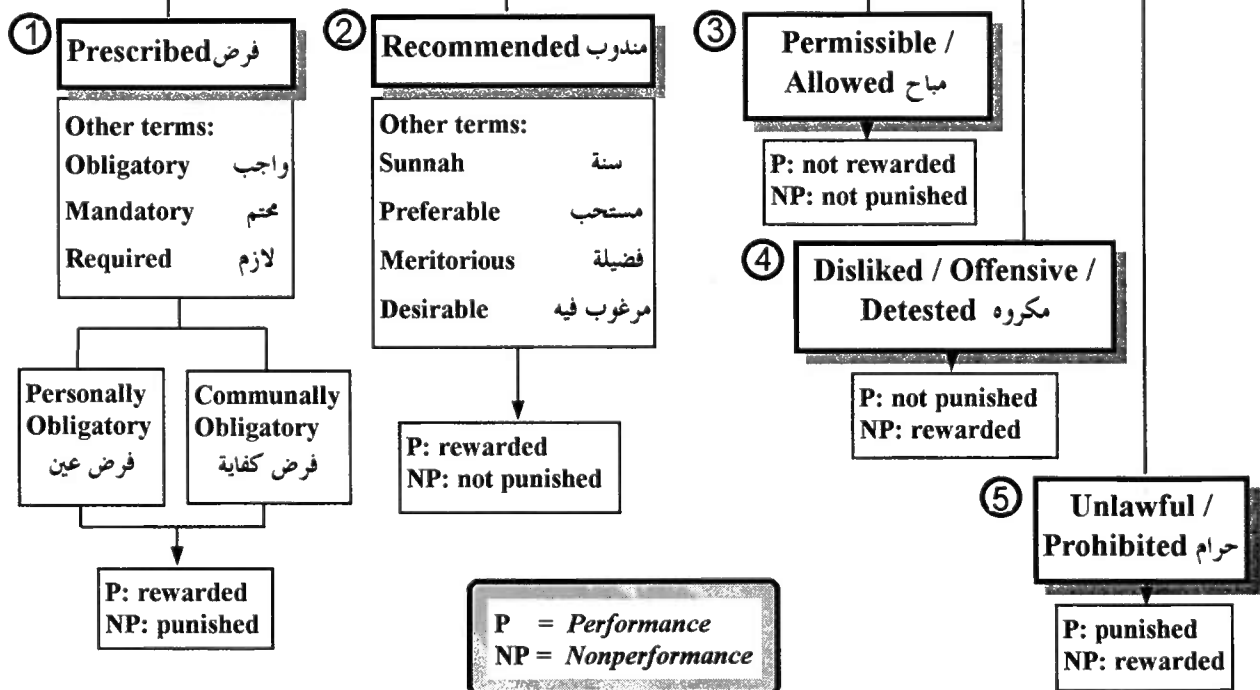 ①
Prescribed فرض
Other terms:
Obligatory واجب
Mandatory محتم
Required لازم
Personally
Obligatory
فرض عين
Communally
Obligatory
فرض كفاية
P: rewarded
NP: punished
②
Recommended مندوب
Other terms:
Sunnah سنة
Preferable مستحب
Meritorious فضيلة
Desirable مرغوب فيه
P: rewarded
NP: not punished
③
Permissible /
Allowed مباح
P: not rewarded
NP: not punished
④
Disliked / Offensive /
Detested مكروه
P: not punished
NP: rewarded
⑤
Unlawful /
Prohibited حرام
P: punished
NP: rewarded
P = Performance
NP = Nonperformance